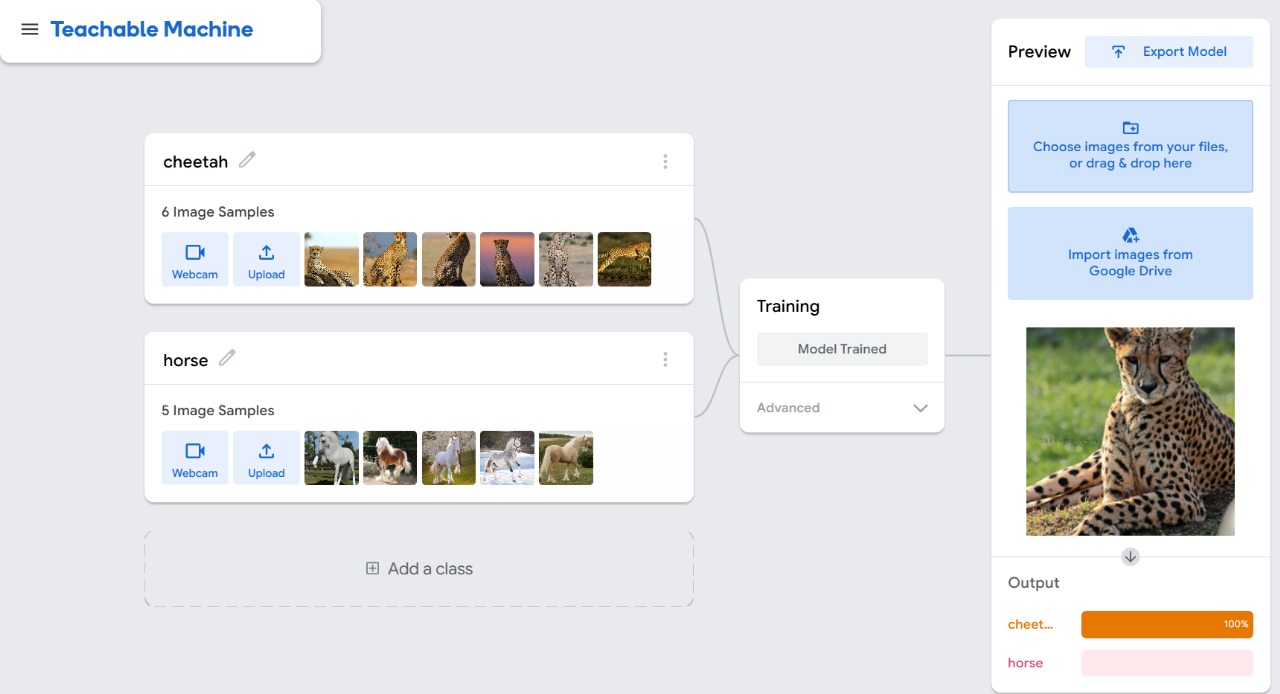 Teachable Machine
Preview
Export Model
Choose images from your files,
or drag & drop here
Import images from
Google Drive
cheetah
6 Image Samples
Webcam
Upload
horse
5 Image Samples
Webcam
Upload
Add a class
Training
Model Trained
Advanced
Output
cheet...
100%
horse